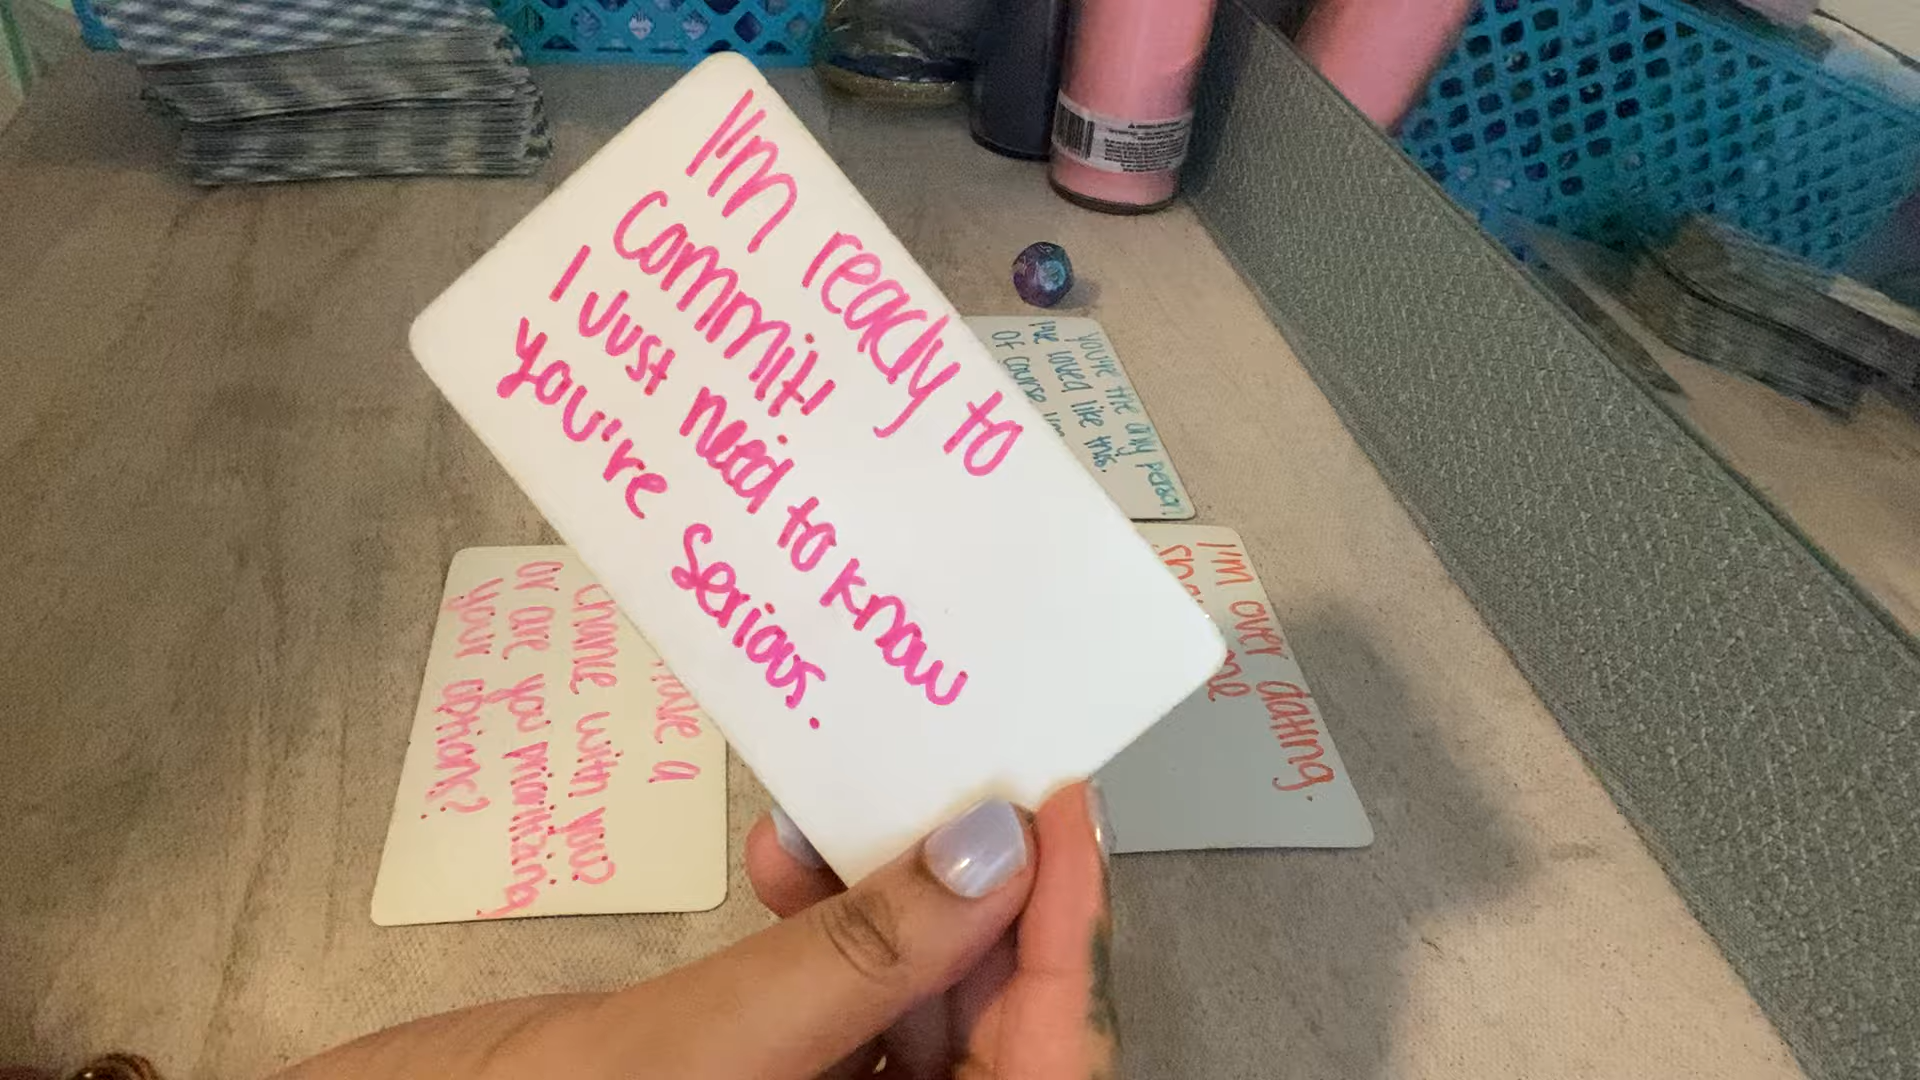 I'm ready to
commit!
I just need to know
you're serious.
you're the only person
I've loved like this.
Of course I'm
I'm over dating.
have a
chance with you?
or are you prioritizing
your options?